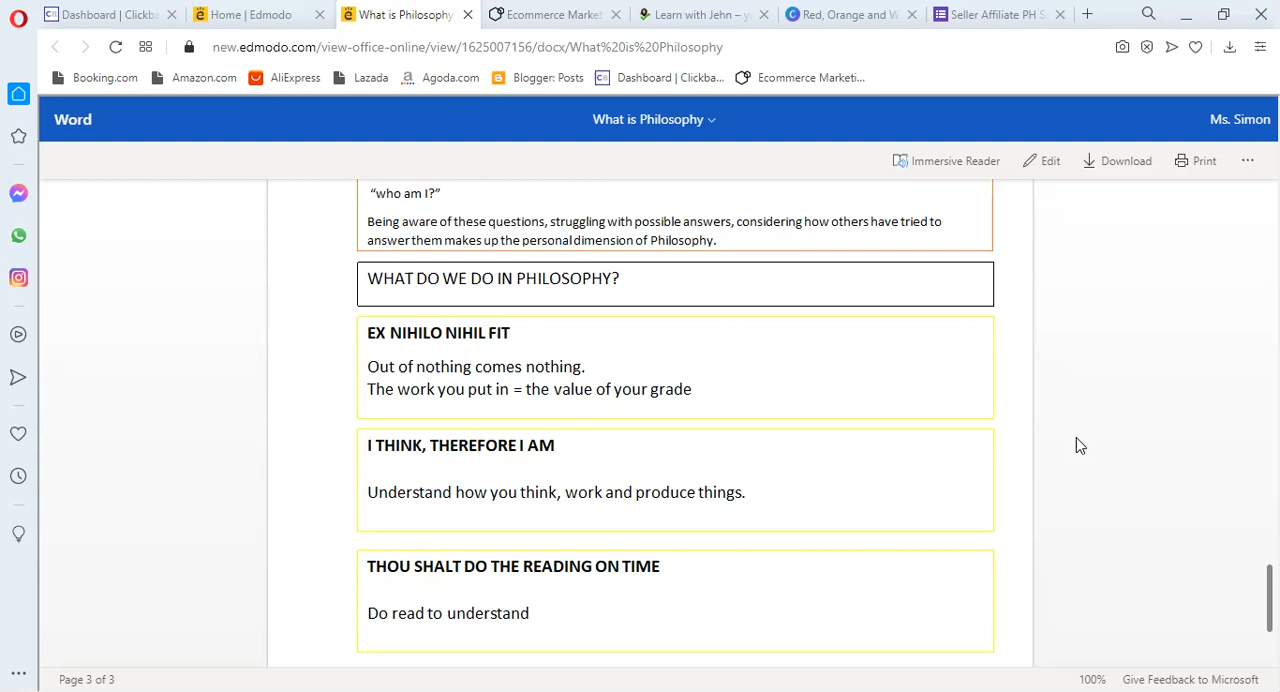 Dashboard | Clickba
Home | Edmodo
What is Philosophy
Ecommerce Market
Learn with Jehn – y
Red, Orange and W
Seller Affiliate PH S
new.edmodo.com/view-office-online/view/1625007156/docx/What%20is%20Philosophy
Booking.com
Amazon.com
AliExpress
Lazada
Agoda.com
Blogger: Posts
Dashboard | Clickba...
Ecommerce Marketi...
Word
What is Philosophy
Ms. Simon
Immersive Reader
Edit
Download
Print
“who am I?”
Being aware of these questions, struggling with possible answers, considering how others have tried to
answer them makes up the personal dimension of Philosophy.
WHAT DO WE DO IN PHILOSOPHY?
EX NIHILO NIHIL FIT
Out of nothing comes nothing.
The work you put in = the value of your grade
I THINK, THEREFORE I AM
Understand how you think, work and produce things.
THOU SHALT DO THE READING ON TIME
Do read to understand
Page 3 of 3
100%
Give Feedback to Microsoft